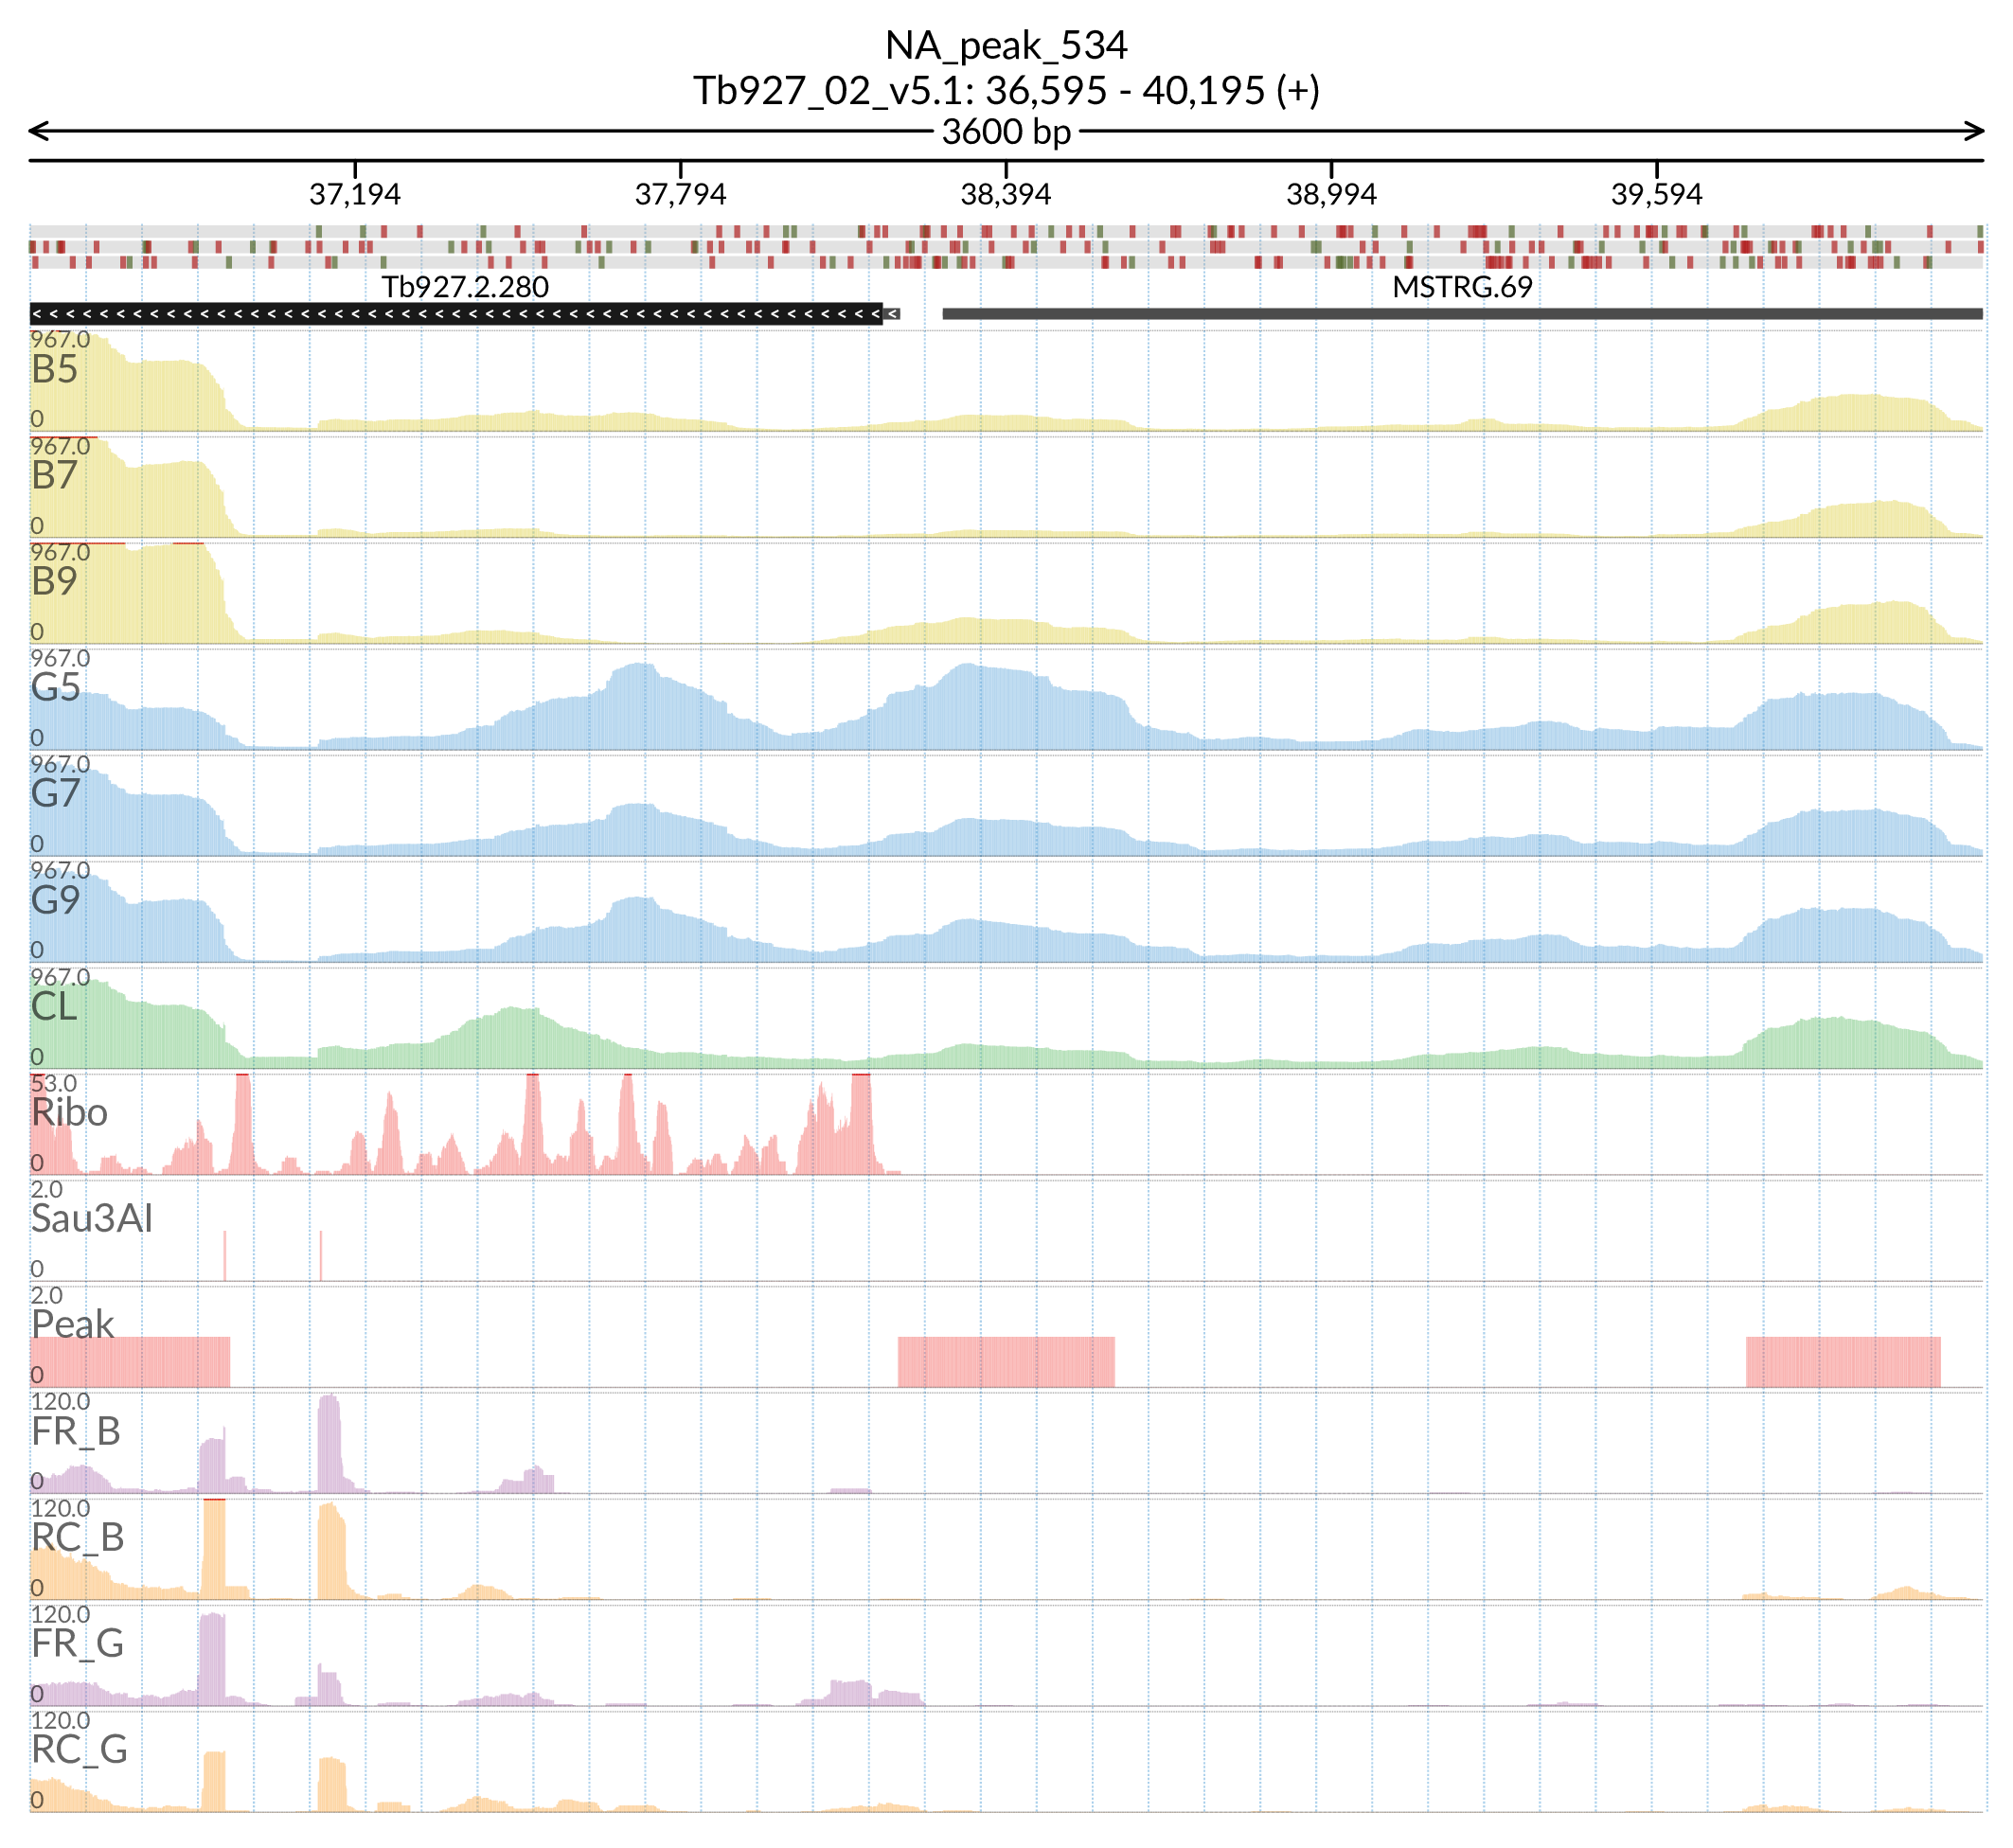 NA_peak_534
Tb927_02_v5.1: 36,595 - 40,195 (+)
3600 bp
37,194 37,794 38,394 38,994 39,594
Tb927.2.280 MSTRG.69
967.0
B5
0
967.0
B7
0
967.0
B9
0
967.0
G5
0
967.0
G7
0
967.0
G9
0
967.0
CL
0
53.0
Ribo
0
2.0
Sau3AI
0
2.0
Peak
0
120.0
FR_B
0
120.0
RC_B
0
120.0
FR_G
0
120.0
RC_G
0